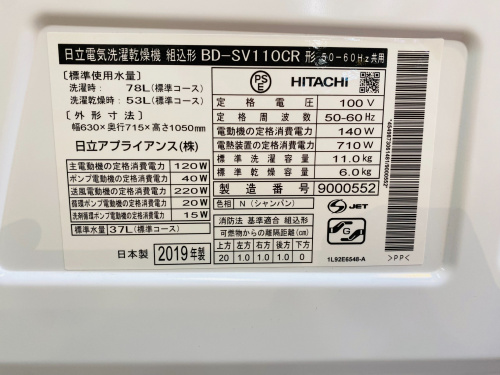 日立電気洗濯乾燥機 組込形 BD-SV110CR 形 50-60Hz共用
[標準使用水量]
洗濯時: 78L(標準コース)
洗濯乾燥時: 53L(標準コース)
[外形寸法]
幅630×奥行715×高さ1050mm
日立アプライアンス(株)
主電動機の定格消費電力 120W
ポンプ電動機の定格消費電力 40W
送風電動機の定格消費電力 220W
循環ポンプ電動機の定格消費電力 20W
洗剤循環ポンプ電動機の定格消費電力 15W
標準水量 37L(標準コース)
日本製 2019年製
PSE HITACHI
定格電圧 100V
定格周波数 50-60Hz
電動機の定格消費電力 140W
電熱装置の定格消費電力 710W
標準洗濯容量 11.0kg
標準乾燥容量 6.0kg
製造番号 9000552
色相 N(シャンパン)
消防法 基準適合 組込形
可燃物からの離隔距離(cm)
上方 左方 右方 前方 後方 下方
20 1.0 1.0 1.0 1.0 0
S JET
G
1L92E6548-A
>PP<